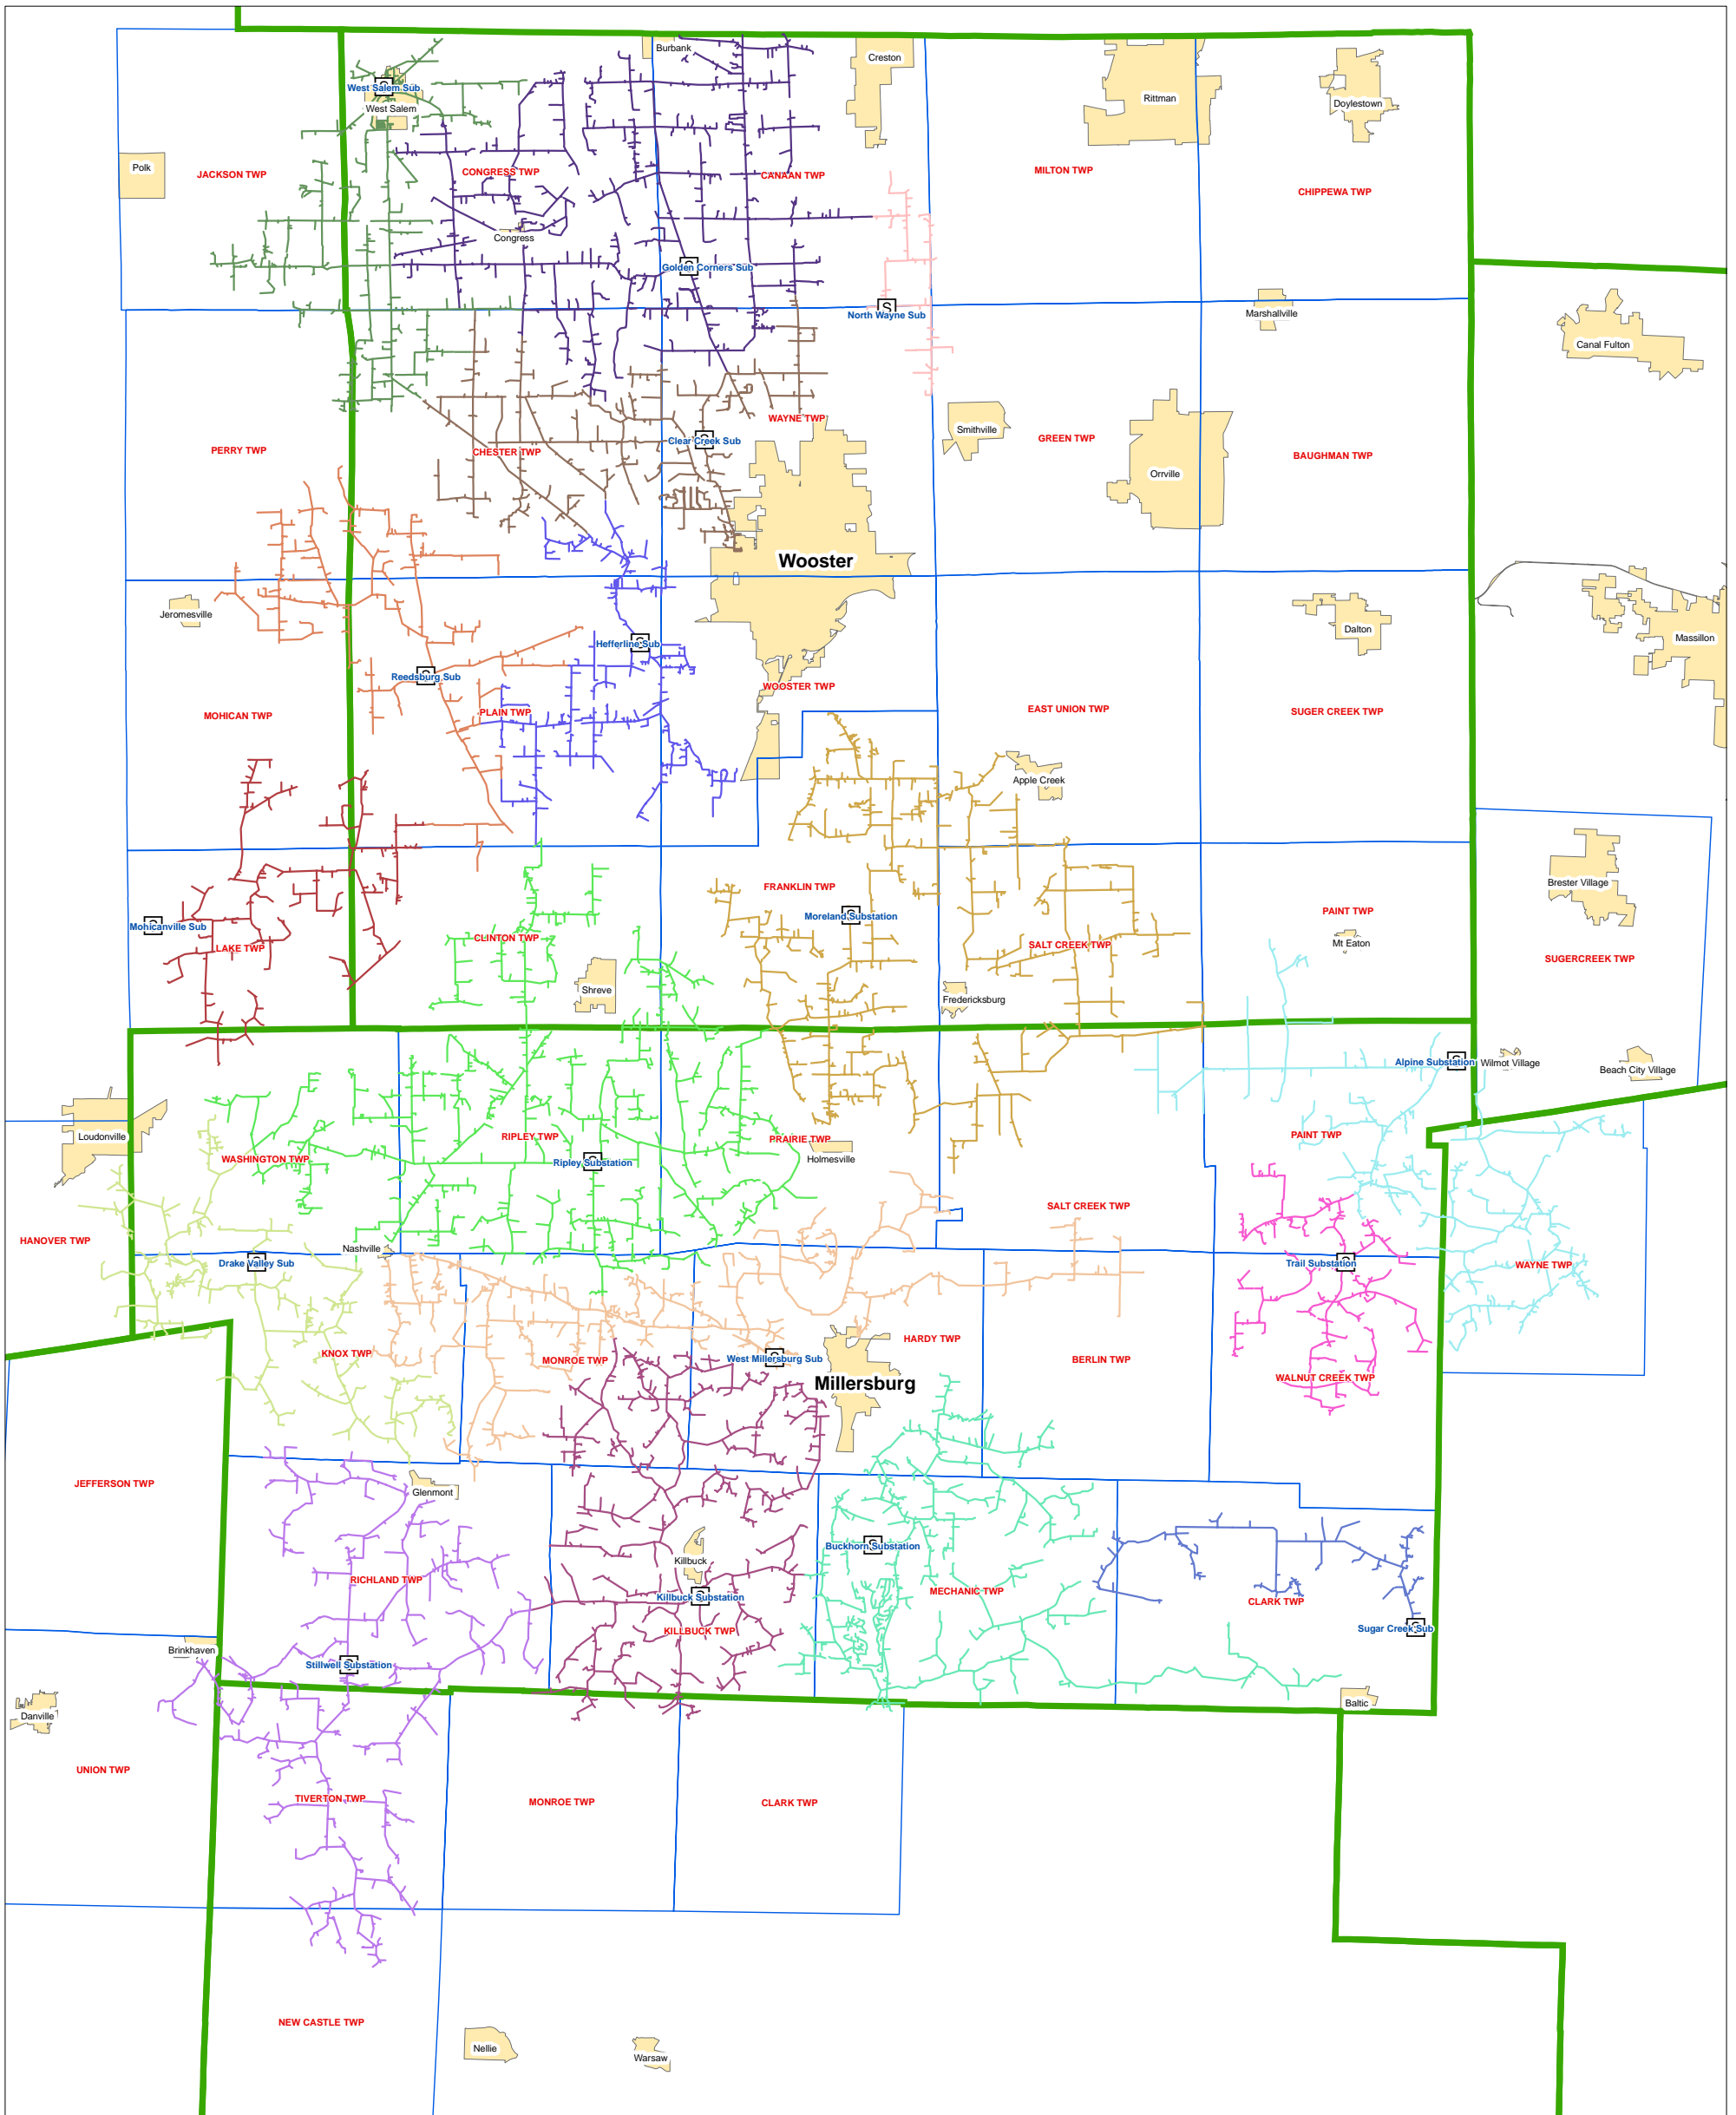 Burbank
Creston
West Salem Sub
West Salem
Rittman
Doylestown
Polk
JACKSON TWP
CONGRESS TWP
CANAAN TWP
MILTON TWP
CHIPPEWA TWP
Congress
Golden Corners Sub
S
North Wayne Sub
Marshallville
Canal Fulton
WAYNE TWP
Smithville
GREEN TWP
Clear Creek Sub
PERRY TWP
CHESTER TWP
BAUGHMAN TWP
Orrville
Wooster
Jeromesville
Dalton
Massillon
Hefferline Sub
Reedsburg Sub
WOOSTER TWP
MOHICAN TWP
PLAIN TWP
EAST UNION TWP
SUGER CREEK TWP
Apple Creek
Brester Village
FRANKLIN TWP
Moreland Substation
PAINT TWP
Mohicanville Sub
LAKE TWP
CLINTON TWP
SALT CREEK TWP
Mt Eaton
SUGERCREEK TWP
Shreve
Fredericksburg
Alpine Substation
Wilmot Village
Beach City Village
Loudonville
RIPLEY TWP
PRAIRIE TWP
PAINT TWP
WASHINGTON TWP
Ripley Substation
Holmesville
SALT CREEK TWP
HANOVER TWP
Nashville
Drake Valley Sub
Trail Substation
WAYNE TWP
HARDY TWP
KNOX TWP
MONROE TWP
West Millersburg Sub
BERLIN TWP
Millersburg
WALNUT CREEK TWP
JEFFERSON TWP
Glenmont
Buckhorn Substation
Killbuck
RICHLAND TWP
MECHANIC TWP
Killbuck Substation
CLARK TWP
KILLBUCK TWP
Sugar Creek Sub
Brinkhaven
Stillwell Substation
Baltic
Danville
UNION TWP
TIVERTON TWP
MONROE TWP
CLARK TWP
NEW CASTLE TWP
Nellie
Warsaw